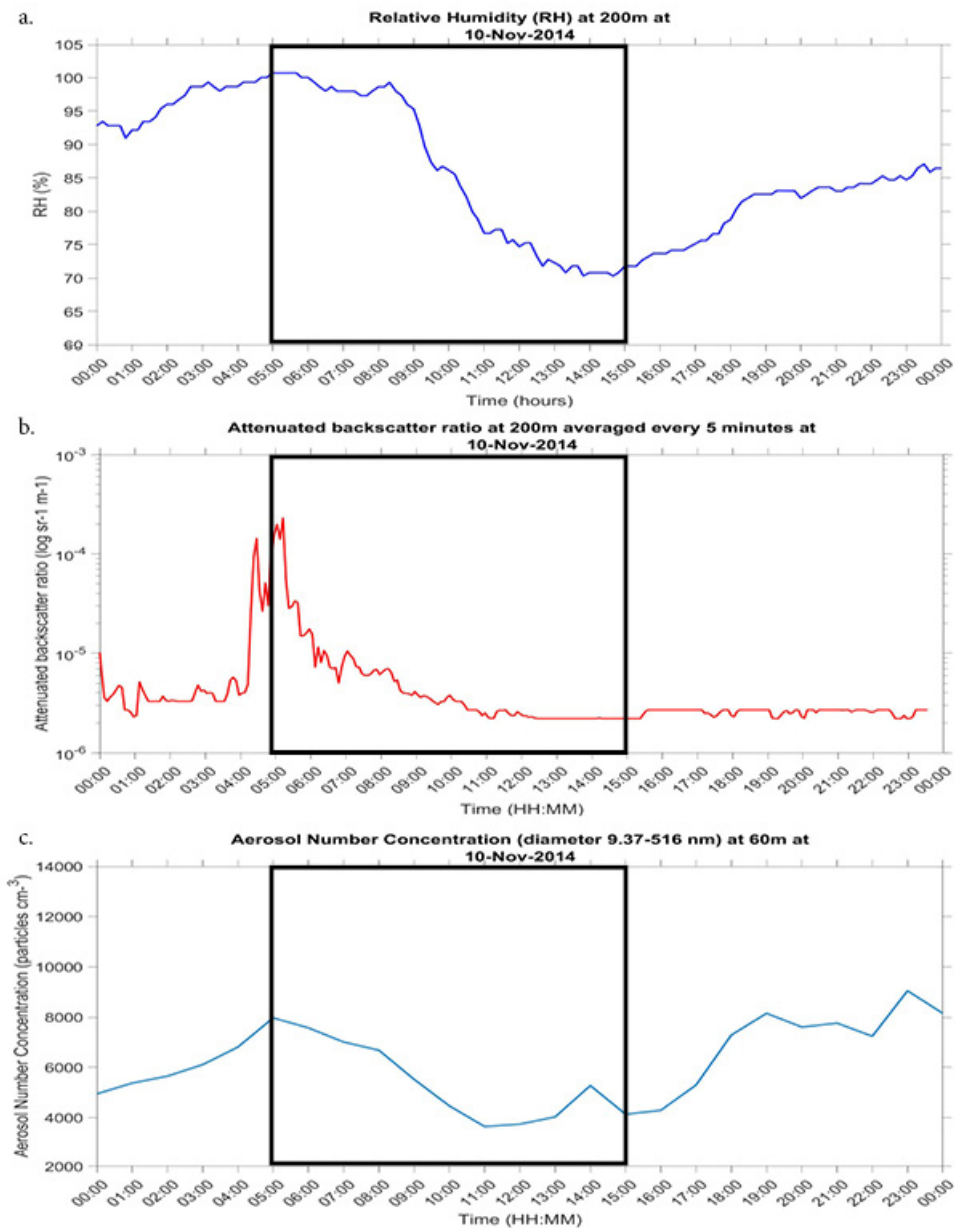 a.
Relative Humidity (RH) at 200m at
10-Nov-2014
RH (%)
105
100
95
90
85
80
75
70
65
60
00:00 01:00 02:00 03:00 04:00 05:00 06:00 07:00 08:00 09:00 10:00 11:00 12:00 13:00 14:00 15:00 16:00 17:00 18:00 19:00 20:00 21:00 22:00 23:00 00:00
Time (hours)
b.
Attenuated backscatter ratio at 200m averaged every 5 minutes at
10-Nov-2014
Attenuated backscatter ratio (log sr-1 m-1)
10⁻³
10⁻⁴
10⁻⁵
10⁻⁶
00:00 01:00 02:00 03:00 04:00 05:00 06:00 07:00 08:00 09:00 10:00 11:00 12:00 13:00 14:00 15:00 16:00 17:00 18:00 19:00 20:00 21:00 22:00 23:00 00:00
Time (HH:MM)
c.
Aerosol Number Concentration (diameter 9.37-516 nm) at 60m at
10-Nov-2014
Aerosol Number Concentration (particles cm-³)
14000
12000
10000
8000
6000
4000
2000
00:00 01:00 02:00 03:00 04:00 05:00 06:00 07:00 08:00 09:00 10:00 11:00 12:00 13:00 14:00 15:00 16:00 17:00 18:00 19:00 20:00 21:00 22:00 23:00 00:00
Time (HH:MM)